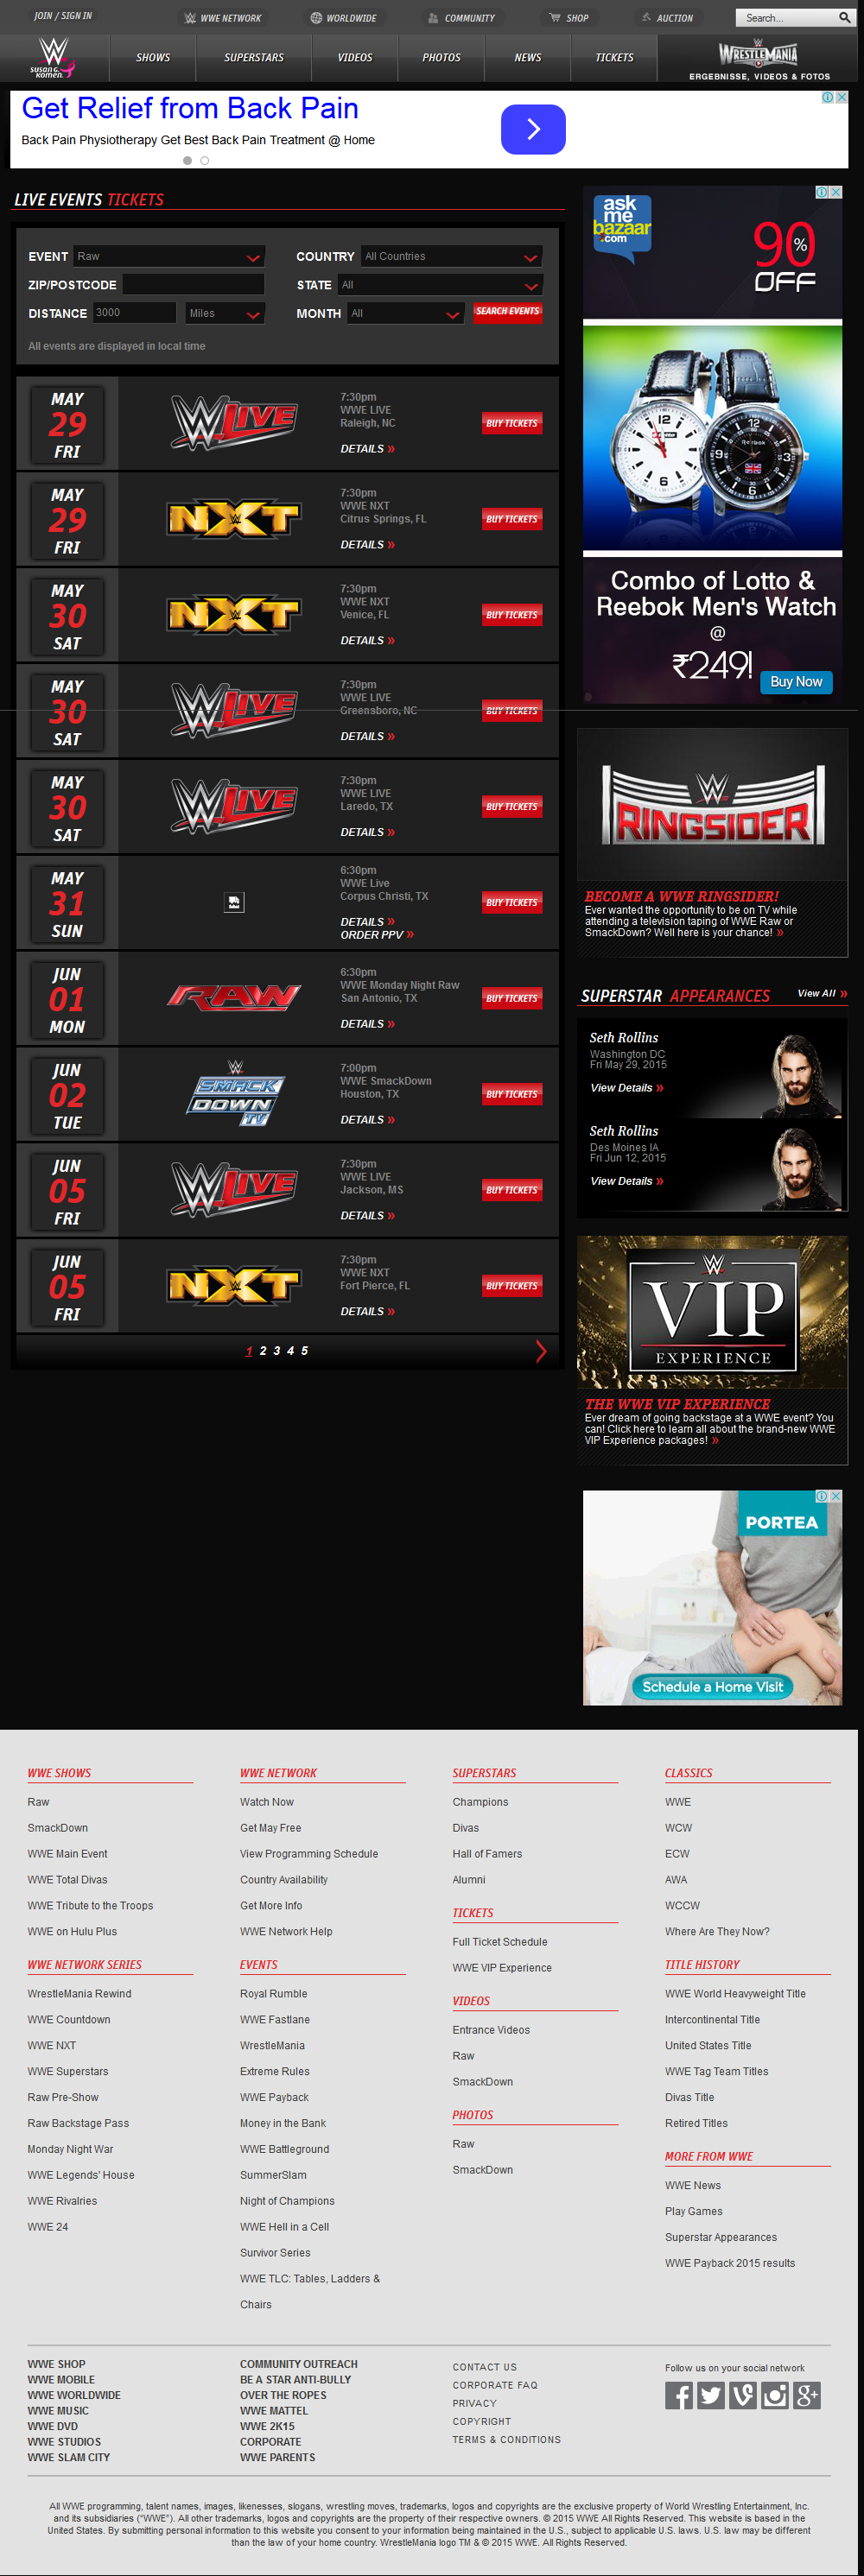 JOIN / SIGN IN
WWE NETWORK
WORLDWIDE
COMMUNITY
SHOP
AUCTION
Search...
susan G. Komen.
SHOWS
SUPERSTARS
VIDEOS
PHOTOS
NEWS
TICKETS
WRESTLEMANIA
ERGEBNISSE, VIDEOS & FOTOS
Get Relief from Back Pain
Back Pain Physiotherapy Get Best Back Pain Treatment @ Home
LIVE EVENTS TICKETS
EVENT Raw
COUNTRY All Countries
ZIP/POSTCODE
STATE All
DISTANCE 3000 Miles
MONTH All
SEARCH EVENTS
All events are displayed in local time
MAY
29
FRI
W LIVE
7:30pm
WWE LIVE
Raleigh, NC
DETAILS »
BUY TICKETS
MAY
29
FRI
NXT
7:30pm
WWE NXT
Citrus Springs, FL
DETAILS »
BUY TICKETS
MAY
30
SAT
NXT
7:30pm
WWE NXT
Venice, FL
DETAILS »
BUY TICKETS
MAY
30
SAT
W LIVE
7:30pm
WWE LIVE
Greensboro, NC
DETAILS »
BUY TICKETS
MAY
30
SAT
W LIVE
7:30pm
WWE LIVE
Laredo, TX
DETAILS »
BUY TICKETS
MAY
31
SUN
6:30pm
WWE Live
Corpus Christi, TX
DETAILS »
ORDER PPV »
BUY TICKETS
JUN
01
MON
RAW
6:30pm
WWE Monday Night Raw
San Antonio, TX
DETAILS »
BUY TICKETS
JUN
02
TUE
SMACK
DOWN
TV
7:00pm
WWE SmackDown
Houston, TX
DETAILS »
BUY TICKETS
JUN
05
FRI
W LIVE
7:30pm
WWE LIVE
Jackson, MS
DETAILS »
BUY TICKETS
JUN
05
FRI
NXT
7:30pm
WWE NXT
Fort Pierce, FL
DETAILS »
BUY TICKETS
1 2 3 4 5
ask
me
bazaar
.com
90% OFF
Reebok
Combo of Lotto &
Reebok Men's Watch
@
₹249!
Buy Now
RINGSIDER
BECOME A WWE RINGSIDER!
Ever wanted the opportunity to be on TV while
attending a television taping of WWE Raw or
SmackDown? Well here is your chance! »
SUPERSTAR APPEARANCES
View All »
Seth Rollins
Washington DC
Fri May 29, 2015
View Details »
Seth Rollins
Des Moines IA
Fri Jun 12, 2015
View Details »
VIP
EXPERIENCE
THE WWE VIP EXPERIENCE
Ever dream of going backstage at a WWE event? You
can! Click here to learn all about the brand-new WWE
VIP Experience packages! »
PORTEA
Schedule a Home Visit
WWE SHOWS
Raw
SmackDown
WWE Main Event
WWE Total Divas
WWE Tribute to the Troops
WWE on Hulu Plus
WWE NETWORK SERIES
WrestleMania Rewind
WWE Countdown
WWE NXT
WWE Superstars
Raw Pre-Show
Raw Backstage Pass
Monday Night War
WWE Legends' House
WWE Rivalries
WWE 24
WWE NETWORK
Watch Now
Get May Free
View Programming Schedule
Country Availability
Get More Info
WWE Network Help
EVENTS
Royal Rumble
WWE Fastlane
WrestleMania
Extreme Rules
WWE Payback
Money in the Bank
WWE Battleground
SummerSlam
Night of Champions
WWE Hell in a Cell
Survivor Series
WWE TLC: Tables, Ladders &
Chairs
SUPERSTARS
Champions
Divas
Hall of Famers
Alumni
TICKETS
Full Ticket Schedule
WWE VIP Experience
VIDEOS
Entrance Videos
Raw
SmackDown
PHOTOS
Raw
SmackDown
CLASSICS
WWE
WCW
ECW
AWA
WCCW
Where Are They Now?
TITLE HISTORY
WWE World Heavyweight Title
Intercontinental Title
United States Title
WWE Tag Team Titles
Divas Title
Retired Titles
MORE FROM WWE
WWE News
Play Games
Superstar Appearances
WWE Payback 2015 results
WWE SHOP
WWE MOBILE
WWE WORLDWIDE
WWE MUSIC
WWE DVD
WWE STUDIOS
WWE SLAM CITY
COMMUNITY OUTREACH
BE A STAR ANTI-BULLY
OVER THE ROPES
WWE MATTEL
WWE 2K15
CORPORATE
WWE PARENTS
CONTACT US
CORPORATE FAQ
PRIVACY
COPYRIGHT
TERMS & CONDITIONS
Follow us on your social network
All WWE programming, talent names, images, likenesses, slogans, wrestling moves, trademarks, logos and copyrights are the exclusive property of World Wrestling Entertainment, Inc.
and its subsidiaries ("WWE"). All other trademarks, logos and copyrights are the property of their respective owners. © 2015 WWE All Rights Reserved. This website is based in the
United States. By submitting personal information to this website you consent to your information being maintained in the U.S., subject to applicable U.S. laws. U.S. law may be different
than the law of your home country. WrestleMania logo TM & © 2015 WWE. All Rights Reserved.